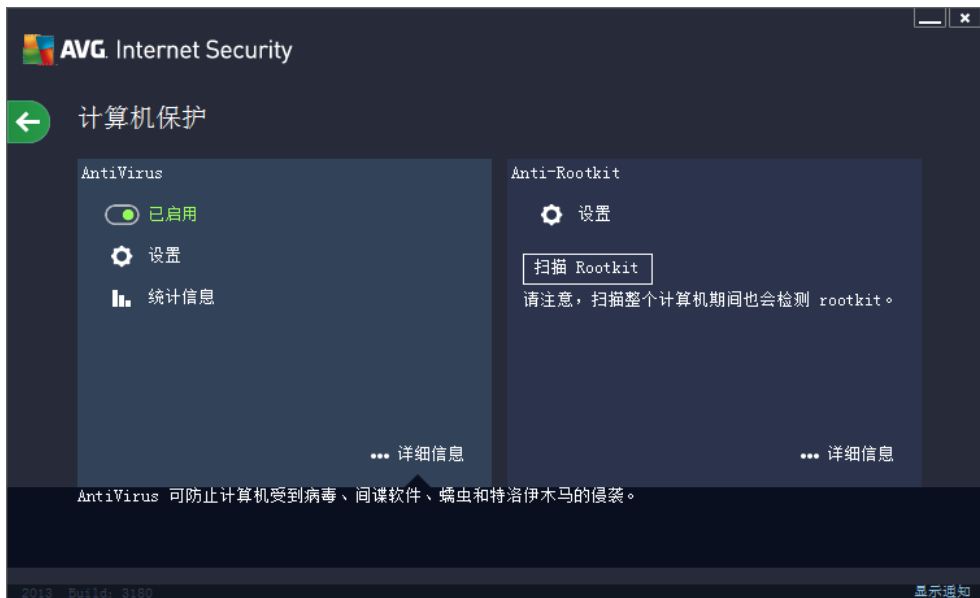 AVG. Internet Security
计算机保护
AntiVirus
已启用
设置
统计信息
••• 详细信息
Anti-Rootkit
设置
扫描 Rootkit
请注意，扫描整个计算机期间也会检测 rootkit。
••• 详细信息
AntiVirus 可防止计算机受到病毒、间谍软件、蠕虫和特洛伊木马的侵袭。
2013 Build: 3160
显示通知